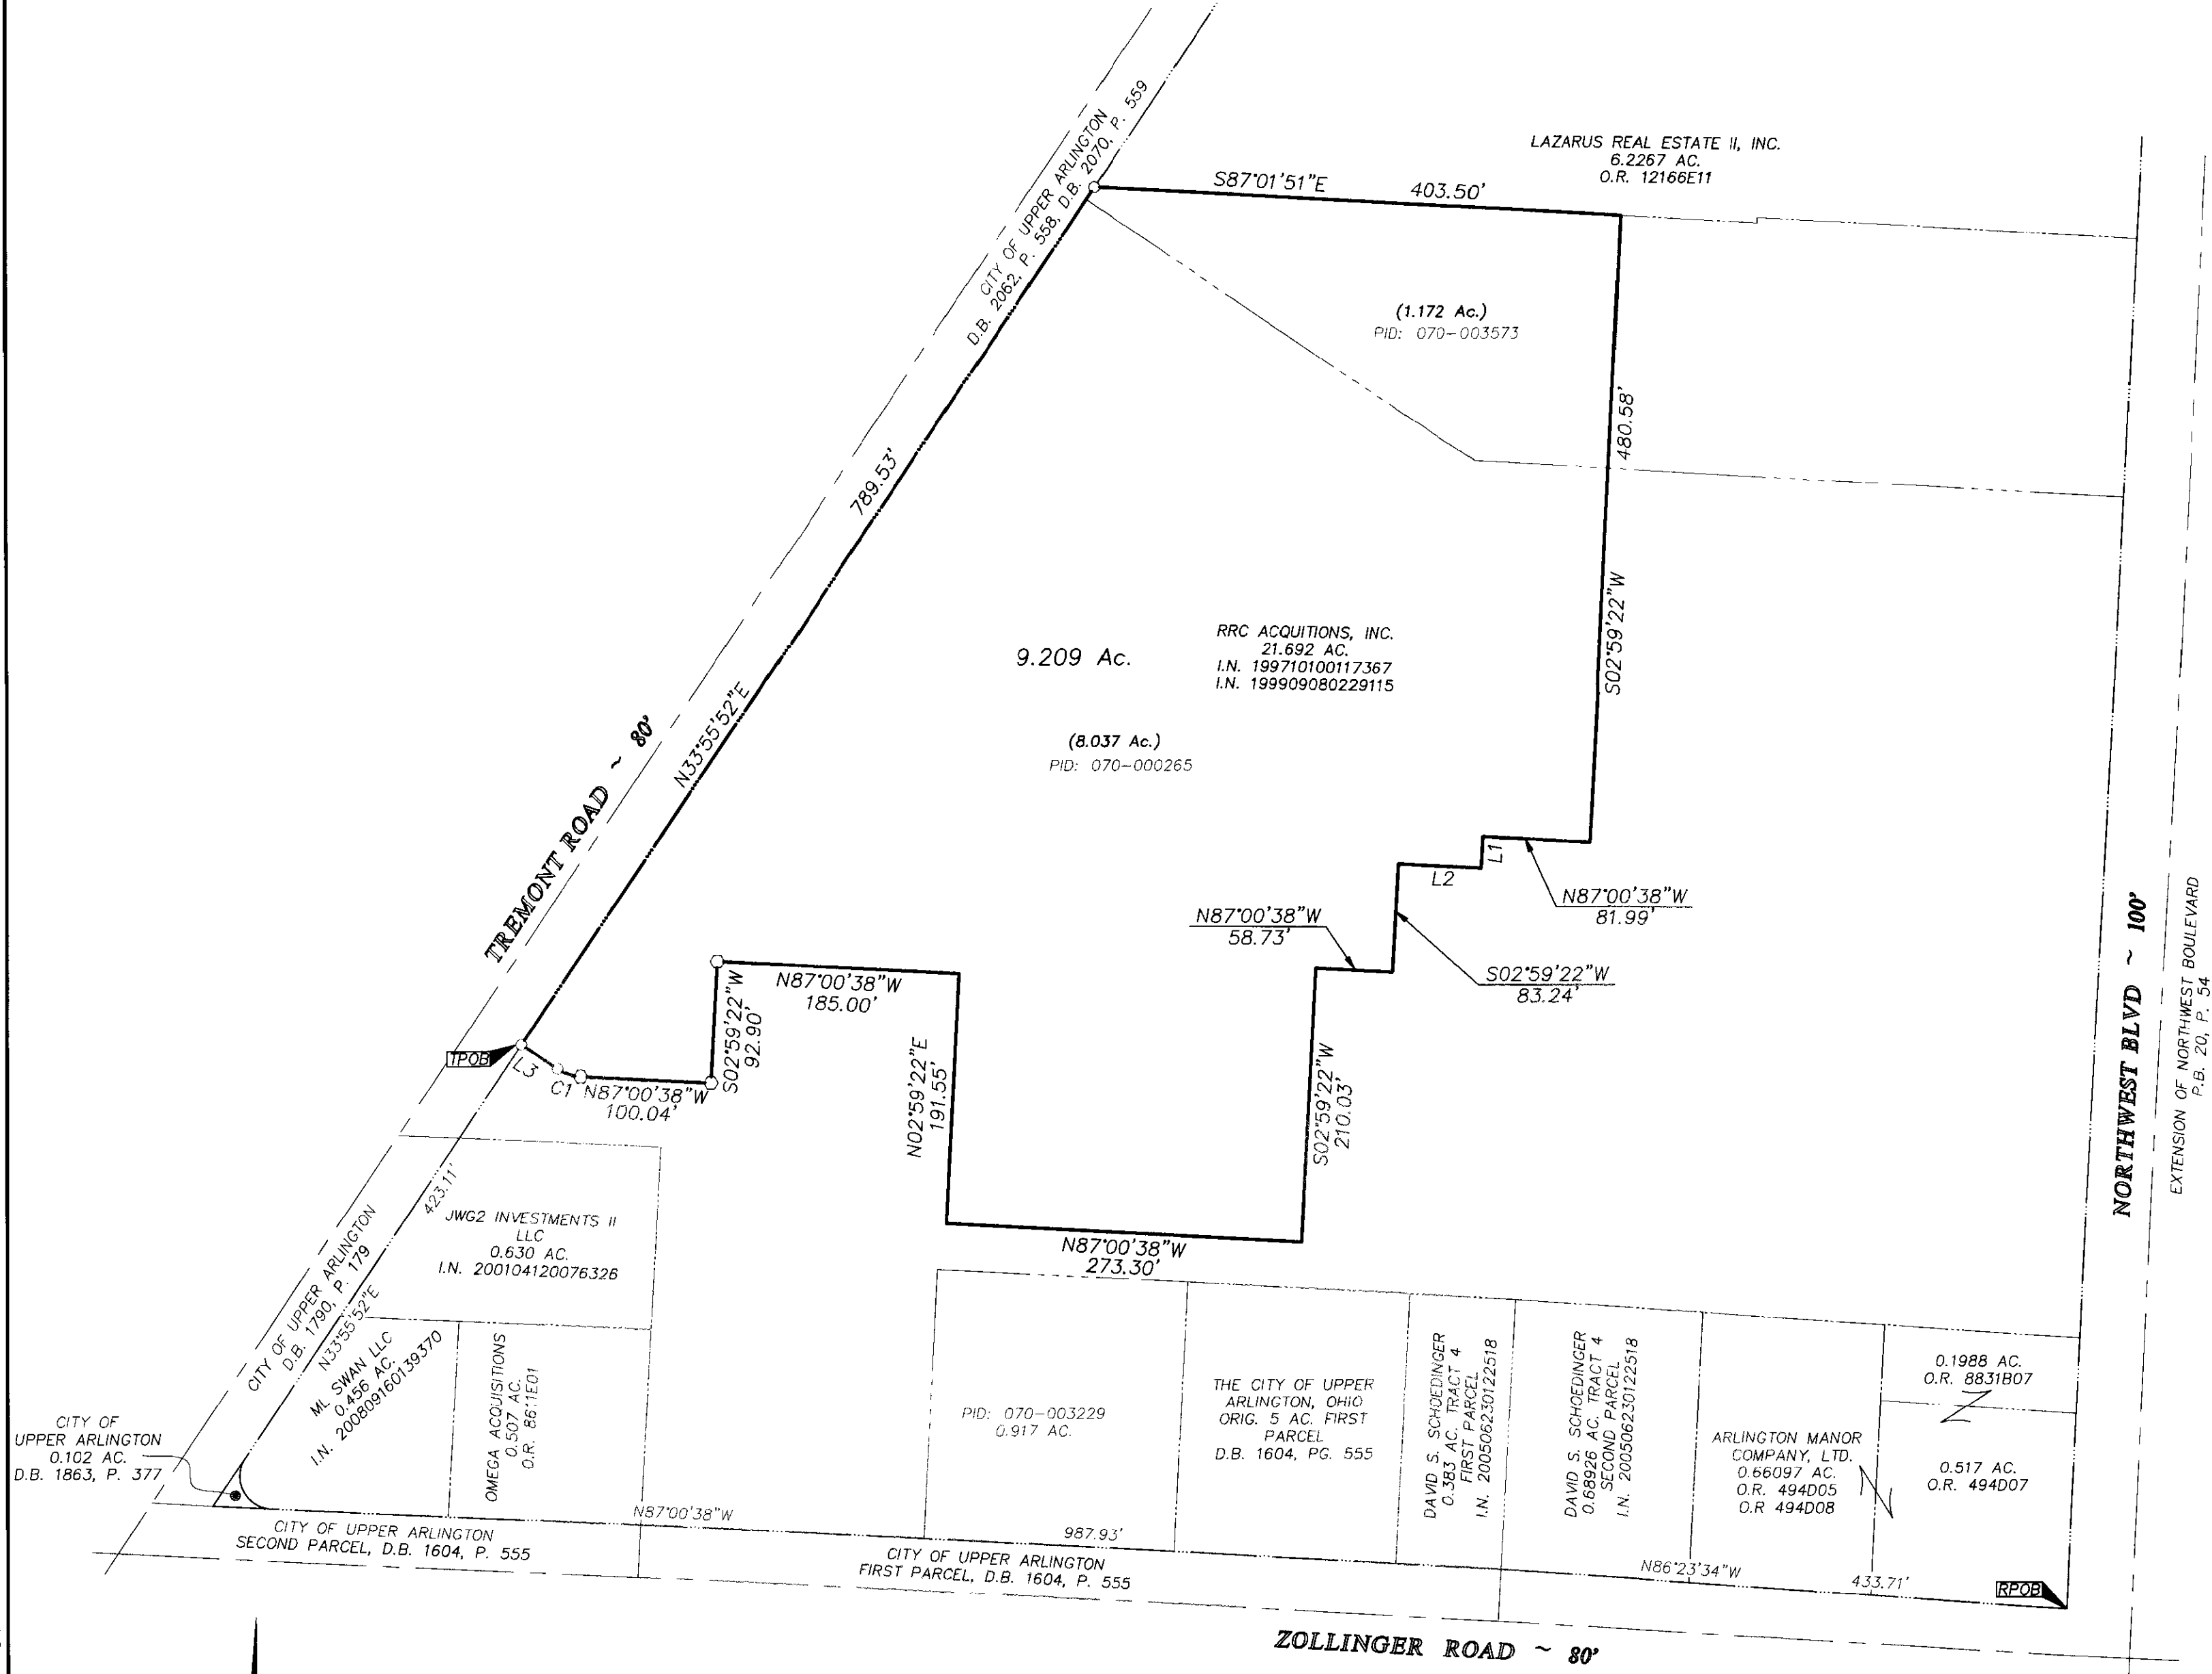 LAZARUS REAL ESTATE II, INC.
6.2267 AC.
O.R. 12166E11
CITY OF UPPER ARLINGTON
D.B. 2062, P. 558, D.B. 2070, P. 559
S87°01'51"E 403.50'
(1.172 Ac.)
PID: 070-003573
480.58'
S02°59'22"W
789.53'
N33°55'52"E
TREMONT ROAD ~ 80'
9.209 Ac.
RRC ACQUITIONS, INC.
21.692 AC.
I.N. 199710100117367
I.N. 199909080229115
(8.037 Ac.)
PID: 070-000265
L1
L2
N87°00'38"W
81.99'
N87°00'38"W
58.73'
S02°59'22"W
83.24'
N87°00'38"W
185.00'
S02°59'22"W
92.90'
TPOB
L3
C1
N87°00'38"W
100.04'
N02°59'22"E
191.55'
S02°59'22"W
210.03'
N87°00'38"W
273.30'
NORTHWEST BLVD ~ 100'
EXTENSION OF NORTHWEST BOULEVARD
P.B. 20, P. 54
423.11'
N33°55'52"E
CITY OF UPPER ARLINGTON
D.B. 1790, P. 179
JWG2 INVESTMENTS II
LLC
0.630 AC.
I.N. 200104120076326
ML SWAN LLC
0.456 AC.
I.N. 200809160139370
OMEGA ACQUISITIONS
0.507 AC.
O.R. 8611E01
CITY OF
UPPER ARLINGTON
0.102 AC.
D.B. 1863, P. 377
PID: 070-003229
0.917 AC.
THE CITY OF UPPER
ARLINGTON, OHIO
ORIG. 5 AC. FIRST
PARCEL
D.B. 1604, PG. 555
DAVID S. SCHOEDINGER
0.383 AC. TRACT 4
FIRST PARCEL
I.N. 200506230122518
DAVID S. SCHOEDINGER
0.68926 AC. TRACT 4
SECOND PARCEL
I.N. 200506230122518
ARLINGTON MANOR
COMPANY, LTD.
0.66097 AC.
O.R. 494D05
O.R 494D08
0.1988 AC.
O.R. 8831B07
0.517 AC.
O.R. 494D07
N87°00'38"W
987.93'
N86°23'34"W
433.71'
RPOB
CITY OF UPPER ARLINGTON
SECOND PARCEL, D.B. 1604, P. 555
CITY OF UPPER ARLINGTON
FIRST PARCEL, D.B. 1604, P. 555
ZOLLINGER ROAD ~ 80'